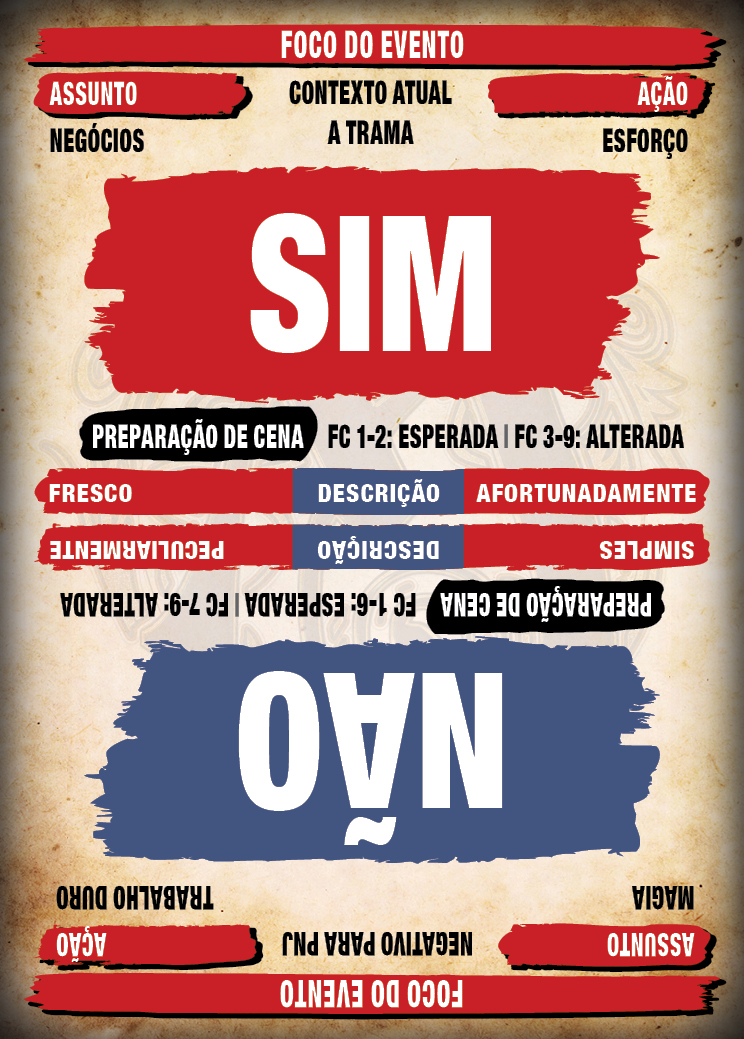 FOCO DO EVENTO
ASSUNTO CONTEXTO ATUAL AÇÃO
NEGÓCIOS A TRAMA ESFORÇO
SIM
PREPARAÇÃO DE CENA FC 1-2: ESPERADA | FC 3-9: ALTERADA
FRESCO DESCRIÇÃO AFORTUNADAMENTE
SIMPLES DESCRIÇÃO PECULIARMENTE
PREPARAÇÃO DE CENA FC 1-6: ESPERADA | FC 7-9: ALTERADA
NÃO
MAGIA TRABALHO DURO
ASSUNTO NEGATIVO PARA PNJ AÇÃO
FOCO DO EVENTO